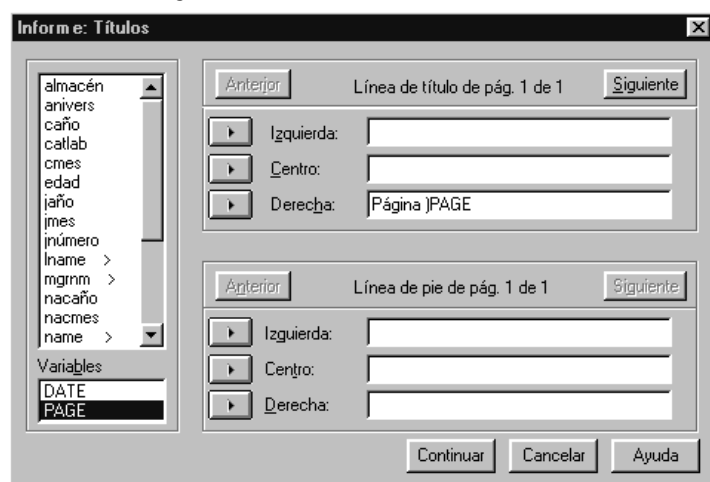 Informe: Títulos
almacén
anivers
caño
catlab
cmes
edad
jaño
jmes
jnúmero
lname >
mgrnm >
nacaño
nacmes
name >
Variables
DATE
PAGE
Anterior Línea de título de pág. 1 de 1 Siguiente
Izquierda:
Centro:
Derecha: Página )PAGE
Anterior Línea de pie de pág. 1 de 1 Siguiente
Izguierda:
Centro:
Derecha:
Continuar Cancelar Ayuda